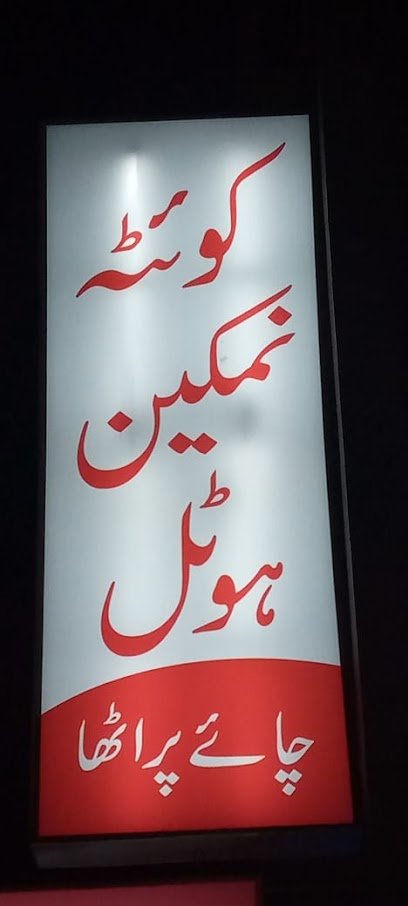 کوئٹہ
نمکین
ہوٹل
چائے پراٹھا